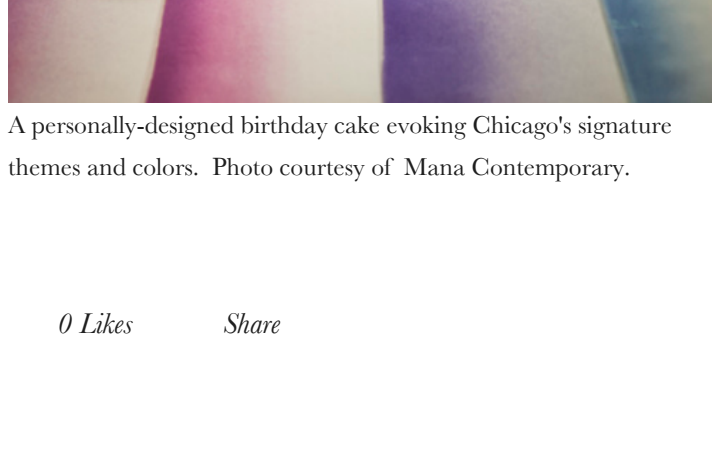 A personally-designed birthday cake evoking Chicago's signature
themes and colors.  Photo courtesy of  Mana Contemporary.
0 Likes
Share